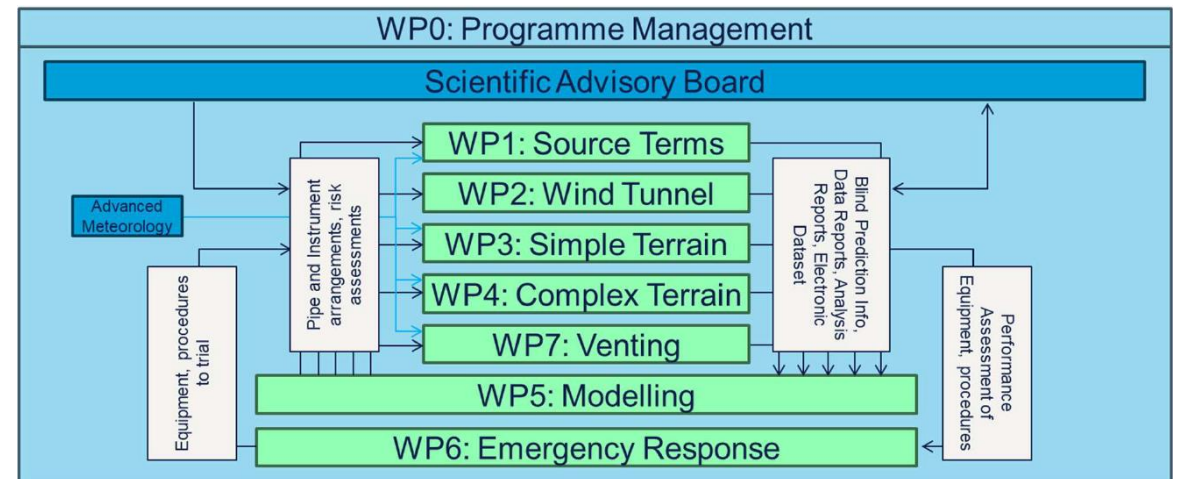 WP0: Programme Management
Scientific Advisory Board
WP1: Source Terms
WP2: Wind Tunnel
WP3: Simple Terrain
WP4: Complex Terrain
WP7: Venting
WP5: Modelling
WP6: Emergency Response
Advanced
Meteorology
Equipment, procedures
to trial
Pipe and Instrument
arrangements, risk
assessments
Blind Prediction Info,
Data Reports, Analysis
Reports, Electronic
Dataset
Performance
Assessment of
Equipment, procedures